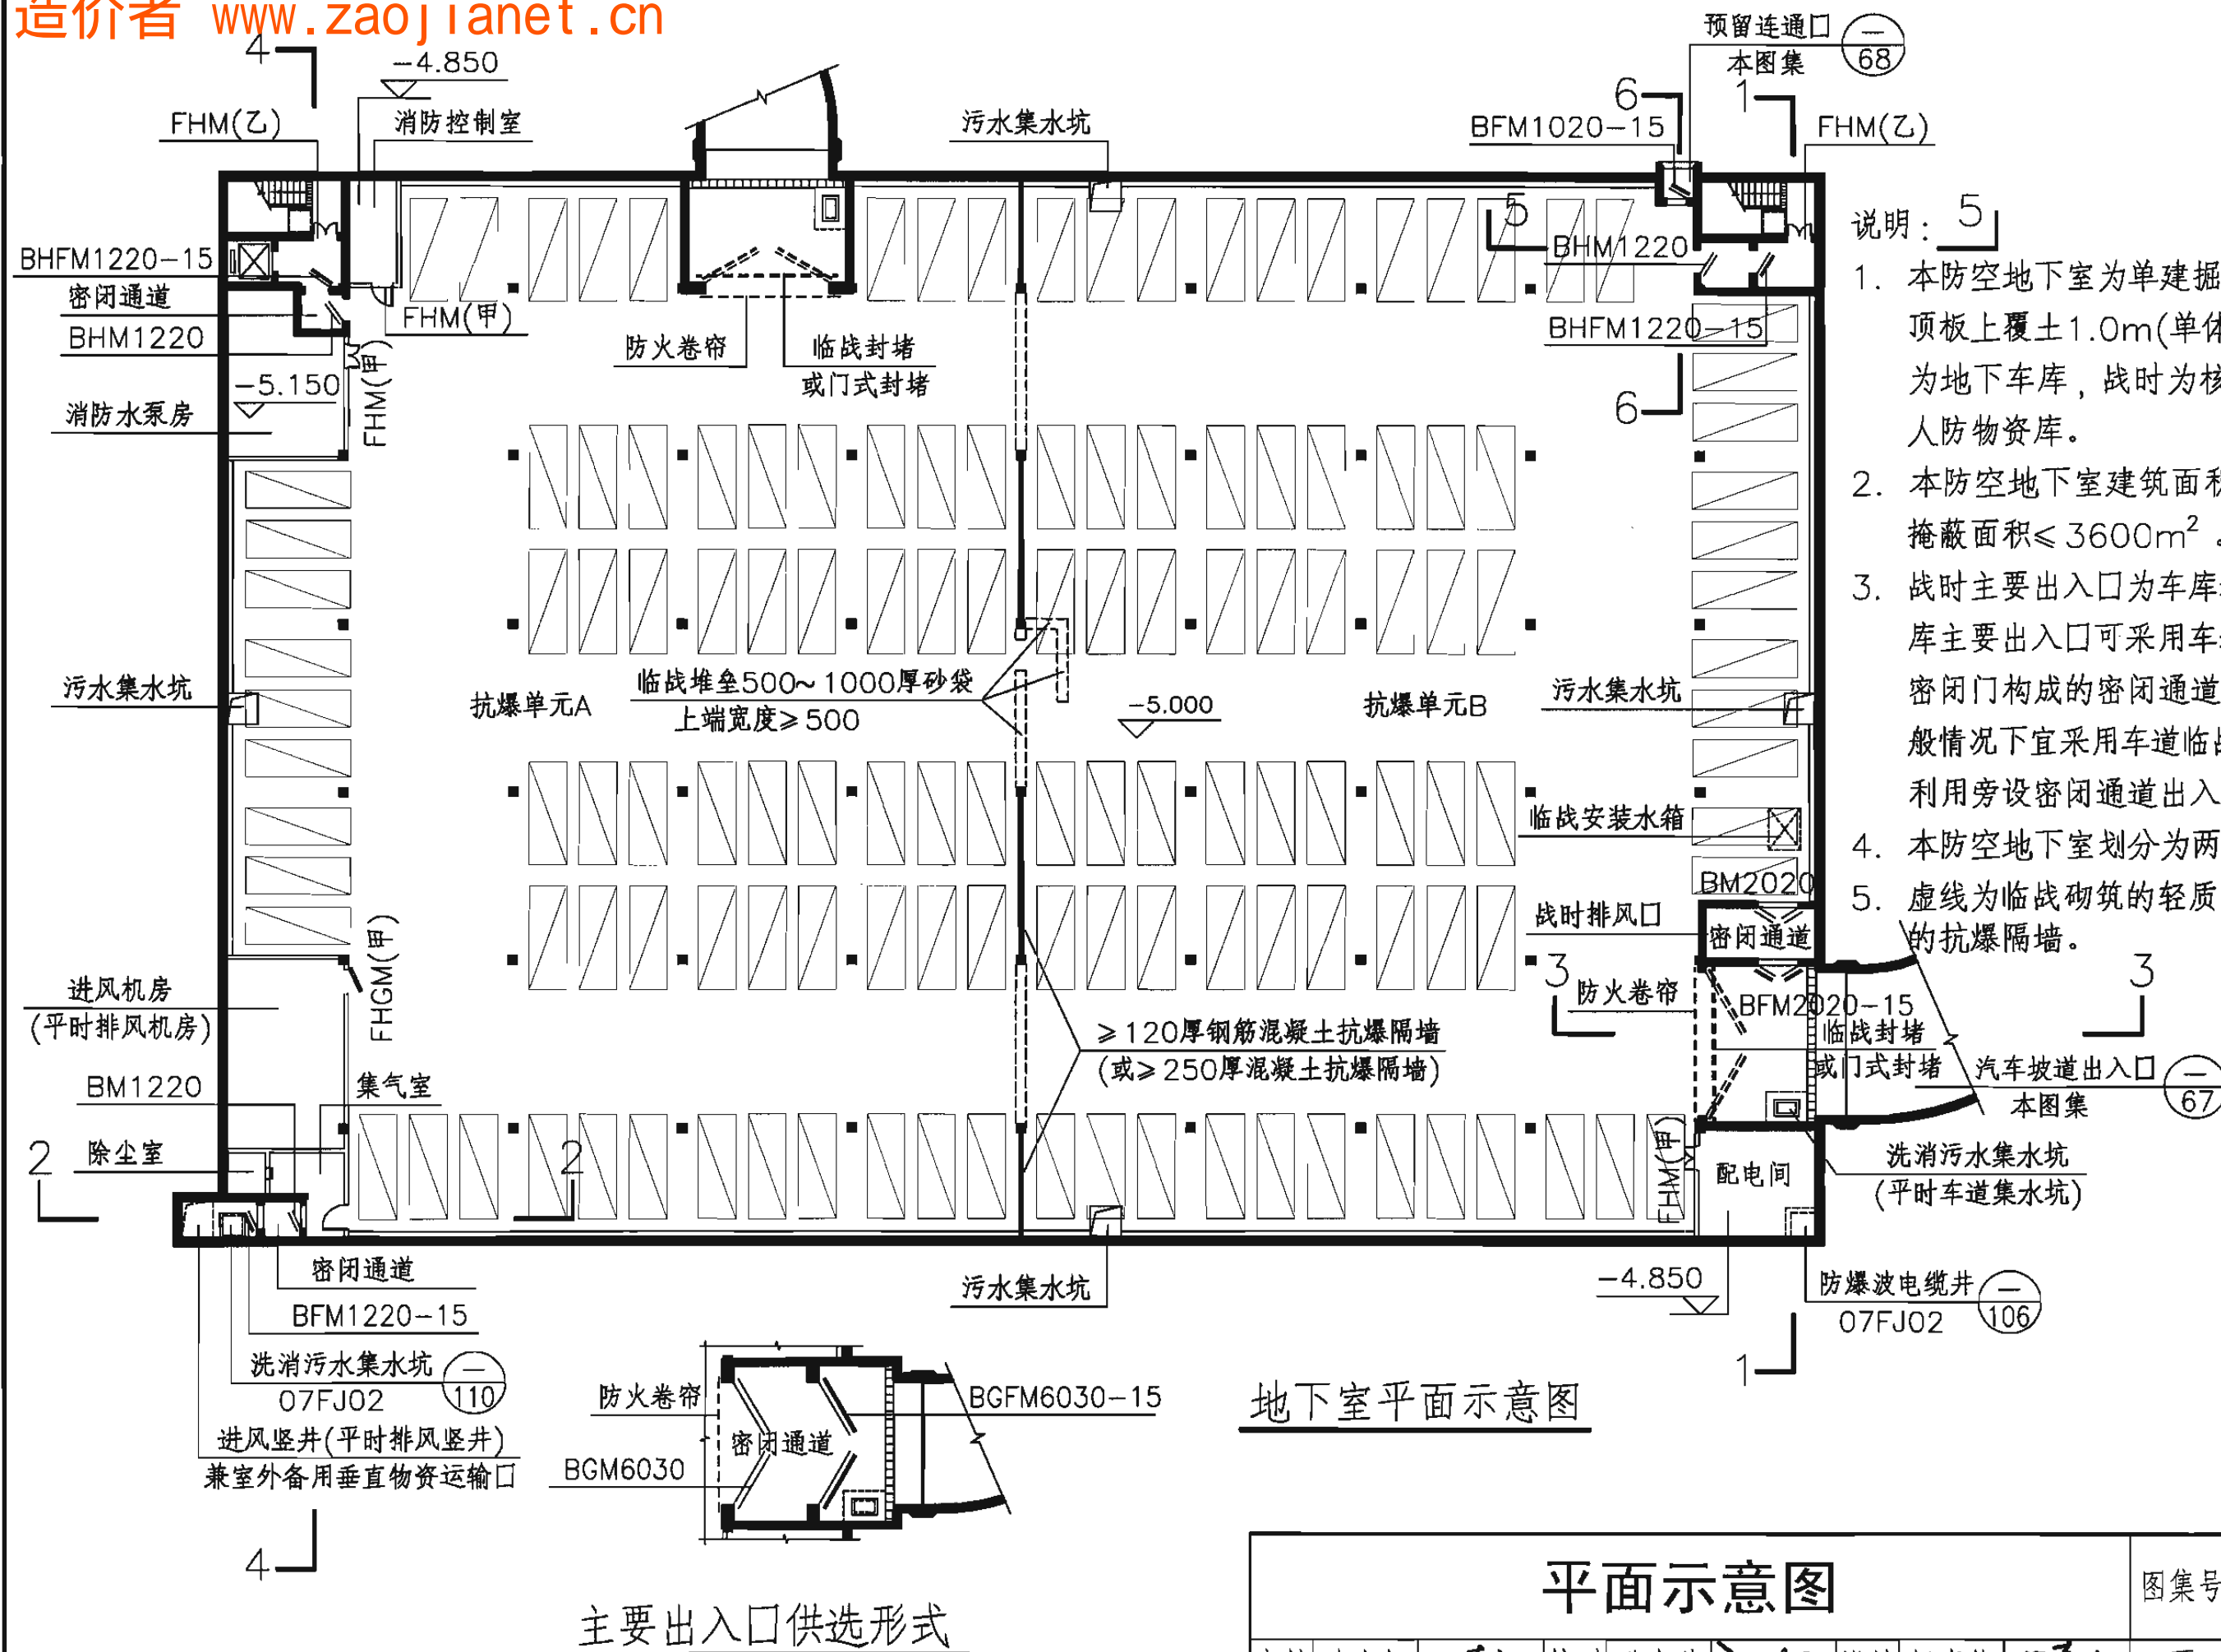 造价者 www.zaojianet.cn
4
-4.850
FHM(乙)
消防控制室
污水集水坑
预留连通口
本图集
—
68
6
1
BFM1020-15
FHM(乙)
BHFM1220-15
密闭通道
BHM1220
FHM(甲)
-5.150
消防水泵房
FHM(甲)
防火卷帘
临战封堵
或门式封堵
5
5
BHM1220
BHFM1220-15
6
说明:
1. 本防空地下室为单建掘
顶板上覆土1.0m(单体
为地下车库，战时为核
人防物资库。
2. 本防空地下室建筑面积
掩蔽面积≤3600m²。
3. 战时主要出入口为车库
库主要出入口可采用车
密闭门构成的密闭通道
般情况下宜采用车道临战
利用旁设密闭通道出入
4. 本防空地下室划分为两
5. 虚线为临战砌筑的轻质
的抗爆隔墙。
污水集水坑
抗爆单元A
临战堆垒500~1000厚砂袋
上端宽度≥500
-5.000
抗爆单元B
污水集水坑
临战安装水箱
BM2020
战时排风口
密闭通道
3
3
防火卷帘
BFM2020-15
临战封堵
或门式封堵
汽车坡道出入口
本图集
—
67
进风机房
(平时排风机房)
FHGM(甲)
BM1220
集气室
除尘室
2
2
≥120厚钢筋混凝土抗爆隔墙
(或≥250厚混凝土抗爆隔墙)
FHM(甲)
配电间
洗消污水集水坑
(平时车道集水坑)
密闭通道
BFM1220-15
污水集水坑
-4.850
防爆波电缆井
07FJ02
—
106
1
洗消污水集水坑
07FJ02
—
110
进风竖井(平时排风竖井)
兼室外备用垂直物资运输口
4
防火卷帘
密闭通道
BGFM6030-15
BGM6030
地下室平面示意图
主要出入口供选形式
平面示意图
图集号